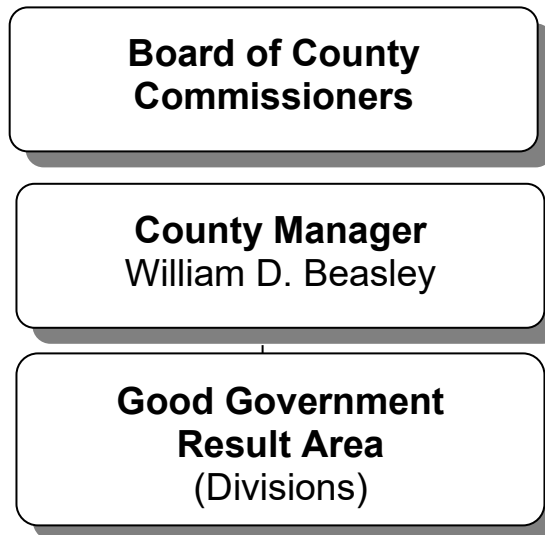 Board of County
Commissioners
County Manager
William D. Beasley
Good Government
Result Area
(Divisions)